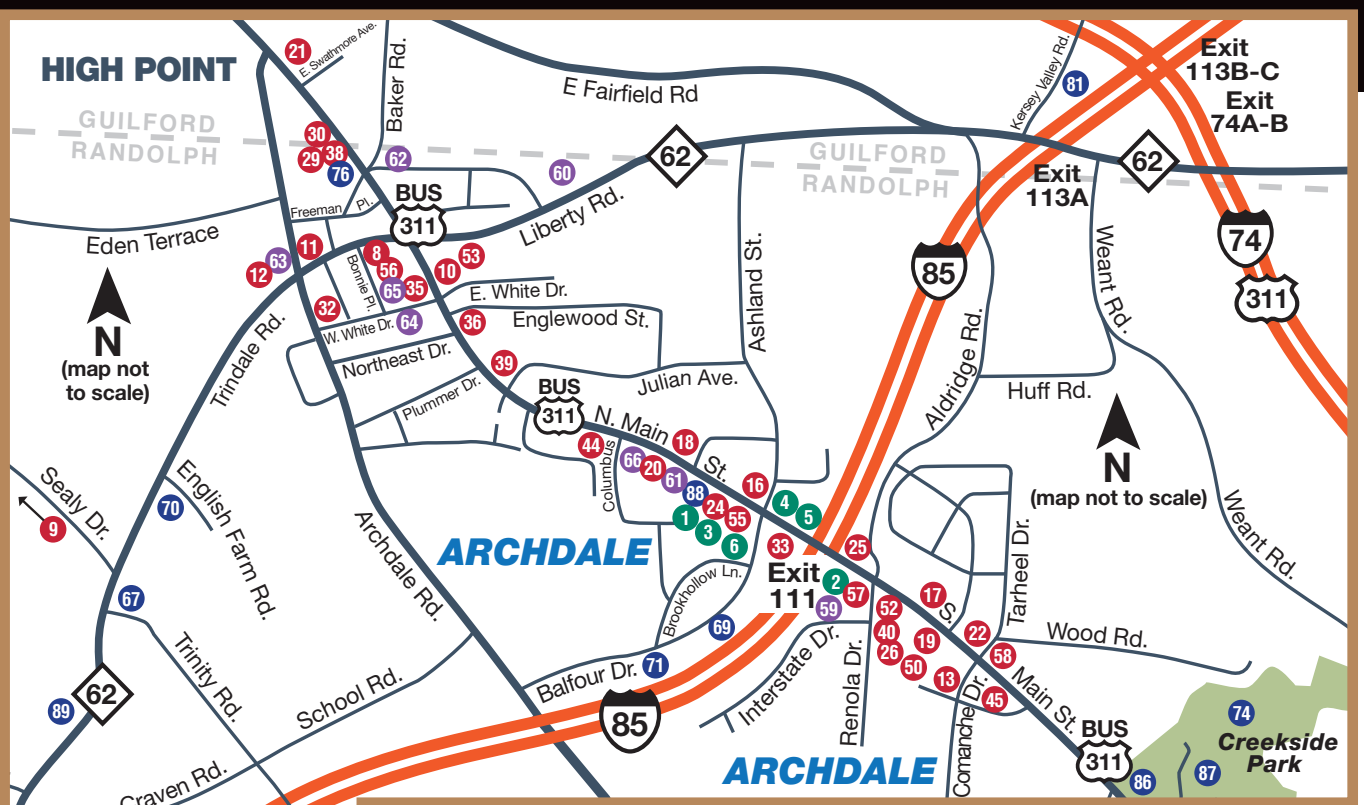 HIGH POINT
21
E. Swathmore Ave.
Baker Rd.
E Fairfield Rd
Kersey Valley Rd.
81
Exit
113B-C
Exit
74A-B
GUILFORD
RANDOLPH
30
29
38
76
62
60
62
GUILFORD
RANDOLPH
Exit
113A
62
Freeman Pl.
BUS
311
Liberty Rd.
Eden Terrace
63
12
11
8
56
65
35
10
53
Bonnie Pl.
32
W. White Dr.
64
E. White Dr.
Englewood St.
36
Ashland St.
85
Weant Rd.
74
311
N
(map not
to scale)
Trindale Rd.
Northeast Dr.
Plummer Dr.
39
BUS
311
Julian Ave.
Aldridge Rd.
Huff Rd.
N
(map not to scale)
N. Main
St.
44
Columbus
66
20
18
61
88
24
55
16
4
5
1
3
6
33
25
Sealy Dr.
9
English Farm Rd.
70
Archdale Rd.
ARCHDALE
Brookhollow Ln.
Exit
111
2
59
57
52
17
S.
Tarheel Dr.
Weant Rd.
67
69
40
26
19
50
22
58
Wood Rd.
Trinity Rd.
Balfour Dr.
71
Interstate Dr.
Renola Dr.
13
45
Main St.
62
89
School Rd.
85
Comanche Dr.
BUS
311
74
Creekside
Park
86
87
ARCHDALE
Craven Rd.